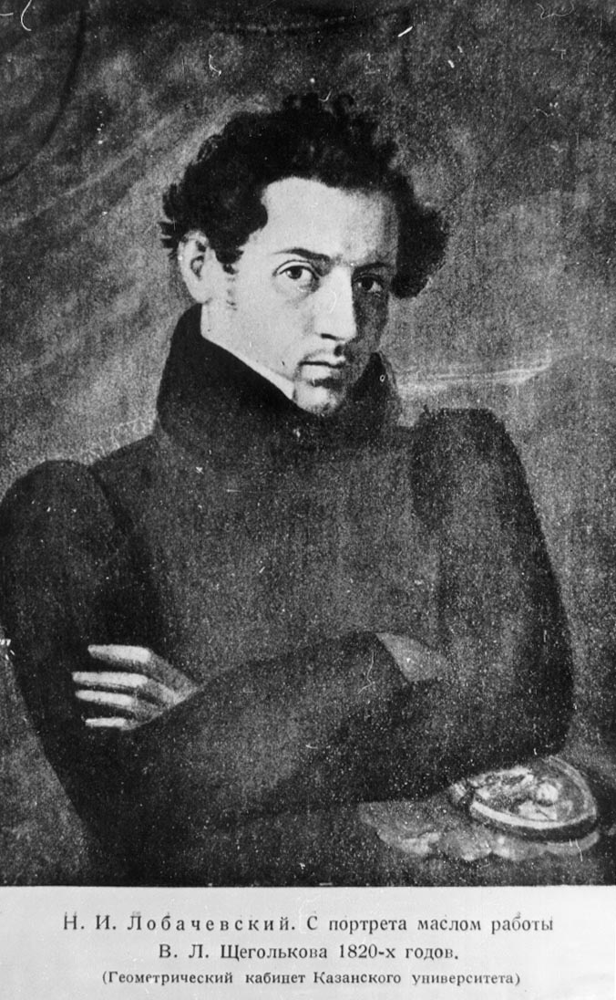 Н. И. Лобачевский. С портрета маслом работы
В. Л. Щеголькова 1820-х годов.
(Геометрический кабинет Казанского университета)